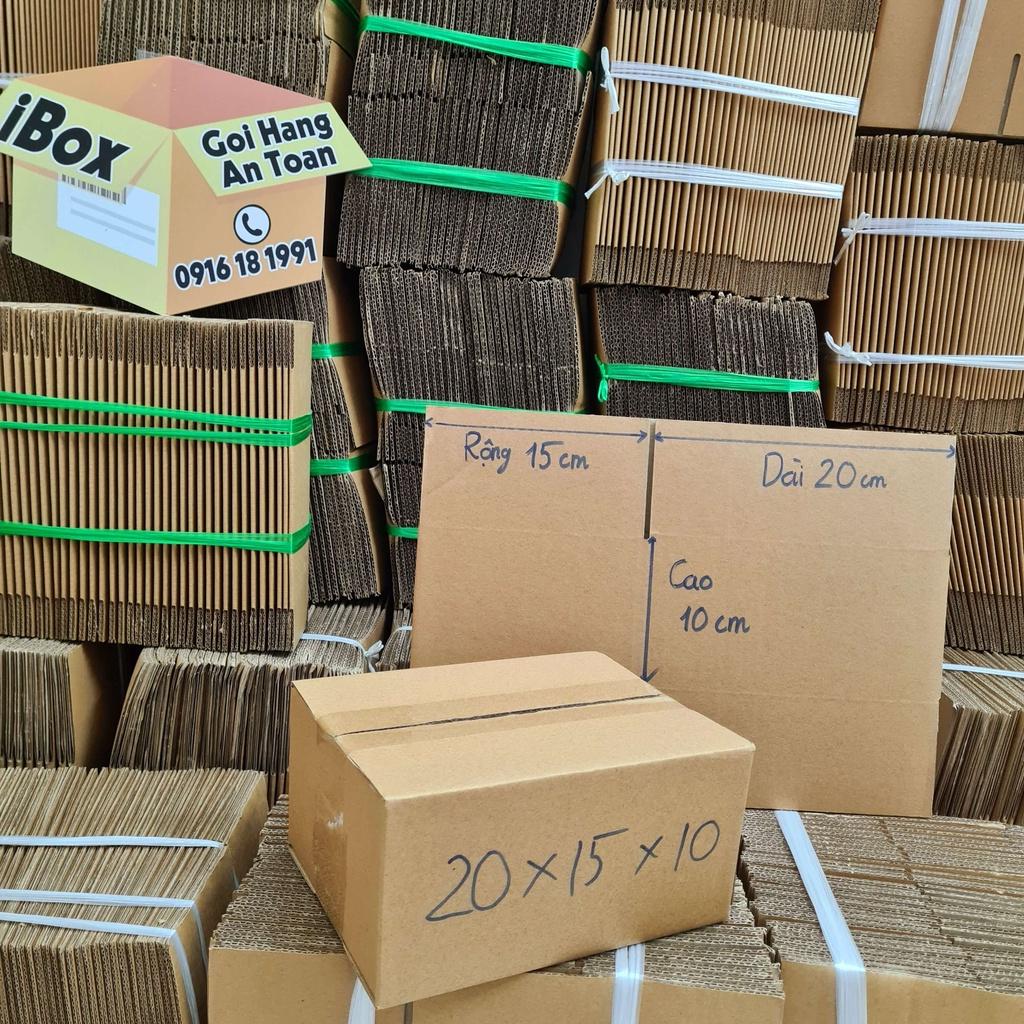 iBox
Goi Hang
An Toan
0916 18 1991
Rộng 15 cm
Dài 20 cm
Cao
10 cm
20 x 15 x 10